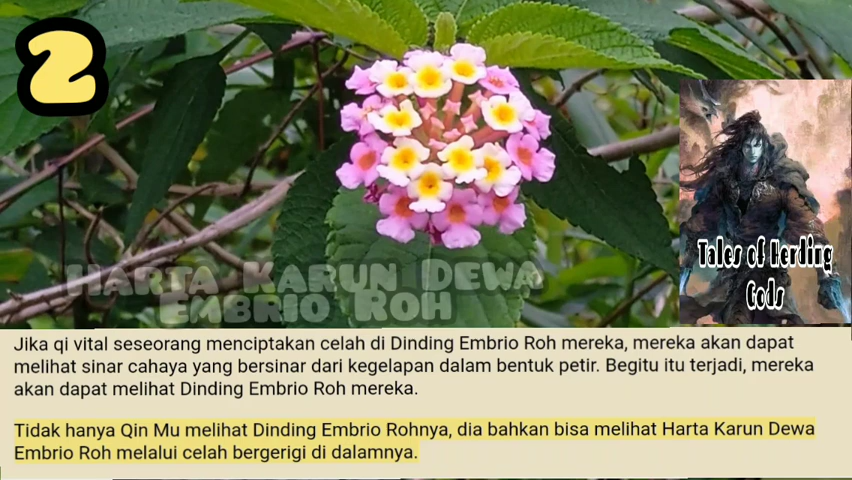 2
HARTA KARUN DEWA
EMBRIO ROH
Tales of Herding
Gods
Jika qi vital seseorang menciptakan celah di Dinding Embrio Roh mereka, mereka akan dapat
melihat sinar cahaya yang bersinar dari kegelapan dalam bentuk petir. Begitu itu terjadi, mereka
akan dapat melihat Dinding Embrio Roh mereka.
Tidak hanya Qin Mu melihat Dinding Embrio Rohnya, dia bahkan bisa melihat Harta Karun Dewa
Embrio Roh melalui celah bergerigi di dalamnya.